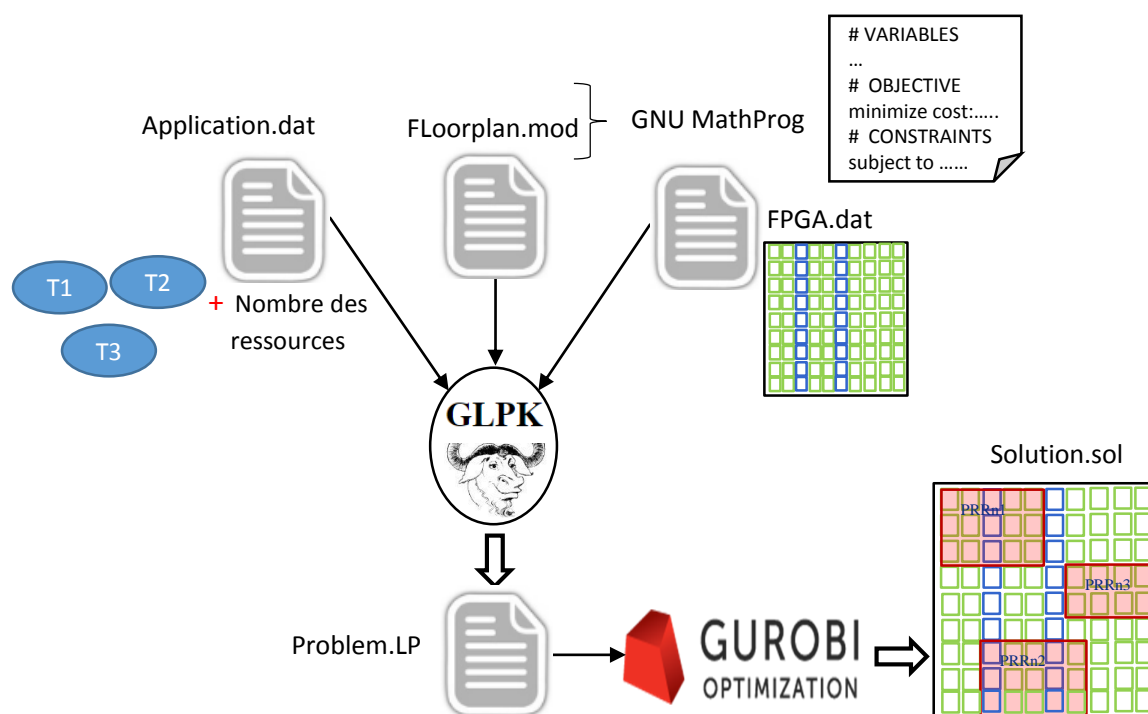 # VARIABLES
...
# OBJECTIVE
minimize cost:.....
# CONSTRAINTS
subject to ......
Application.dat
FLoorplan.mod
GNU MathProg
FPGA.dat
T1
T2
T3
+ Nombre des
ressources
GLPK
Solution.sol
PRRn1
PRRn3
PRRn2
Problem.LP
GUROBI
OPTIMIZATION